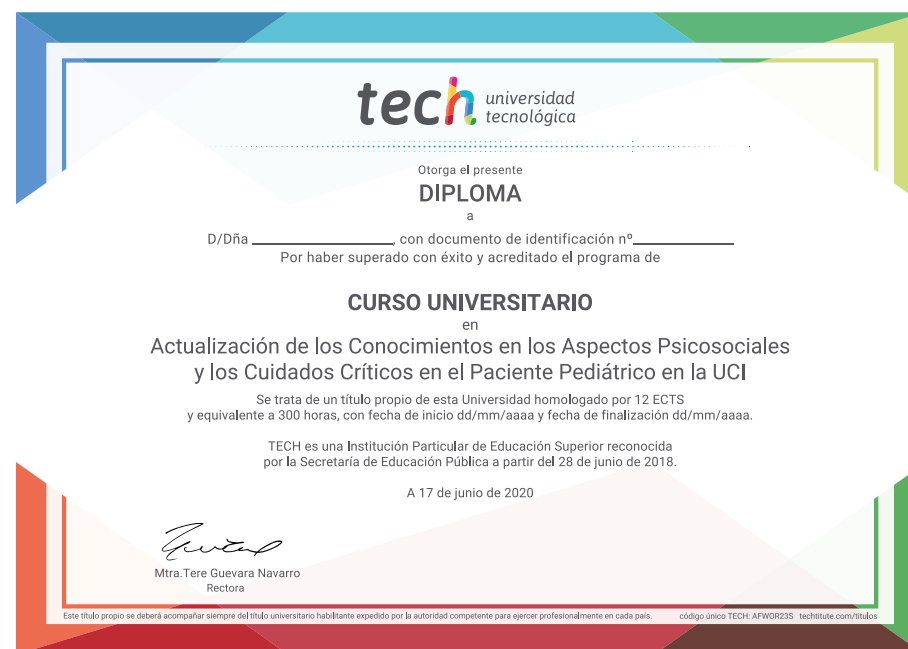 tech universidad
tecnológica
Otorga el presente
DIPLOMA
a
D/Dña ____________________, con documento de identificación nº______________
Por haber superado con éxito y acreditado el programa de
CURSO UNIVERSITARIO
en
Actualización de los Conocimientos en los Aspectos Psicosociales
y los Cuidados Críticos en el Paciente Pediátrico en la UCI
Se trata de un título propio de esta Universidad homologado por 12 ECTS
y equivalente a 300 horas, con fecha de inicio dd/mm/aaaa y fecha de finalización dd/mm/aaaa.
TECH es una Institución Particular de Educación Superior reconocida
por la Secretaría de Educación Pública a partir del 28 de junio de 2018.
A 17 de junio de 2020
Mtra.Tere Guevara Navarro
Rectora
Este título propio se deberá acompañar siempre del título universitario habilitante expedido por la autoridad competente para ejercer profesionalmente en cada país. código único TECH: AFWOR23S techtitute.com/titulos